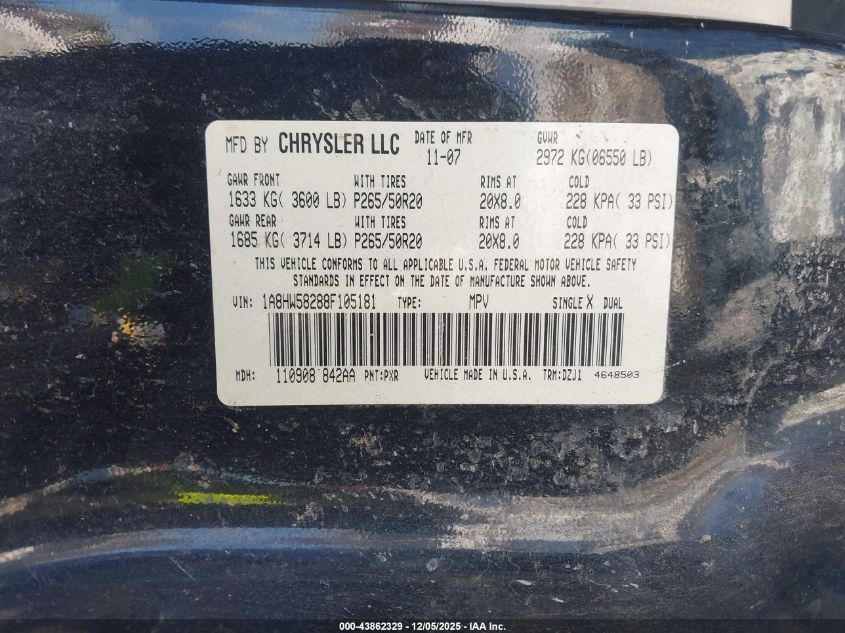 MFD BY CHRYSLER LLC DATE OF MFR 11-07 GVWR 2972 KG(06550 LB)
GAWR FRONT WITH TIRES RIMS AT COLD
1633 KG( 3600 LB) P265/50R20 20X8.0 228 KPA( 33 PSI)
GAWR REAR WITH TIRES RIMS AT COLD
1685 KG( 3714 LB) P265/50R20 20X8.0 228 KPA( 33 PSI)
THIS VEHICLE CONFORMS TO ALL APPLICABLE U.S.A. FEDERAL MOTOR VEHICLE SAFETY
STANDARDS IN EFFECT ON THE DATE OF MANUFACTURE SHOWN ABOVE.
VIN: 1A8HW58288F105181 TYPE: MPV SINGLE X DUAL
MDH: 110908 842AA PNT:PXR VEHICLE MADE IN U.S.A. TRM:DZJ1 4648503
000-43862329 - 12/05/2025 - IAA Inc.